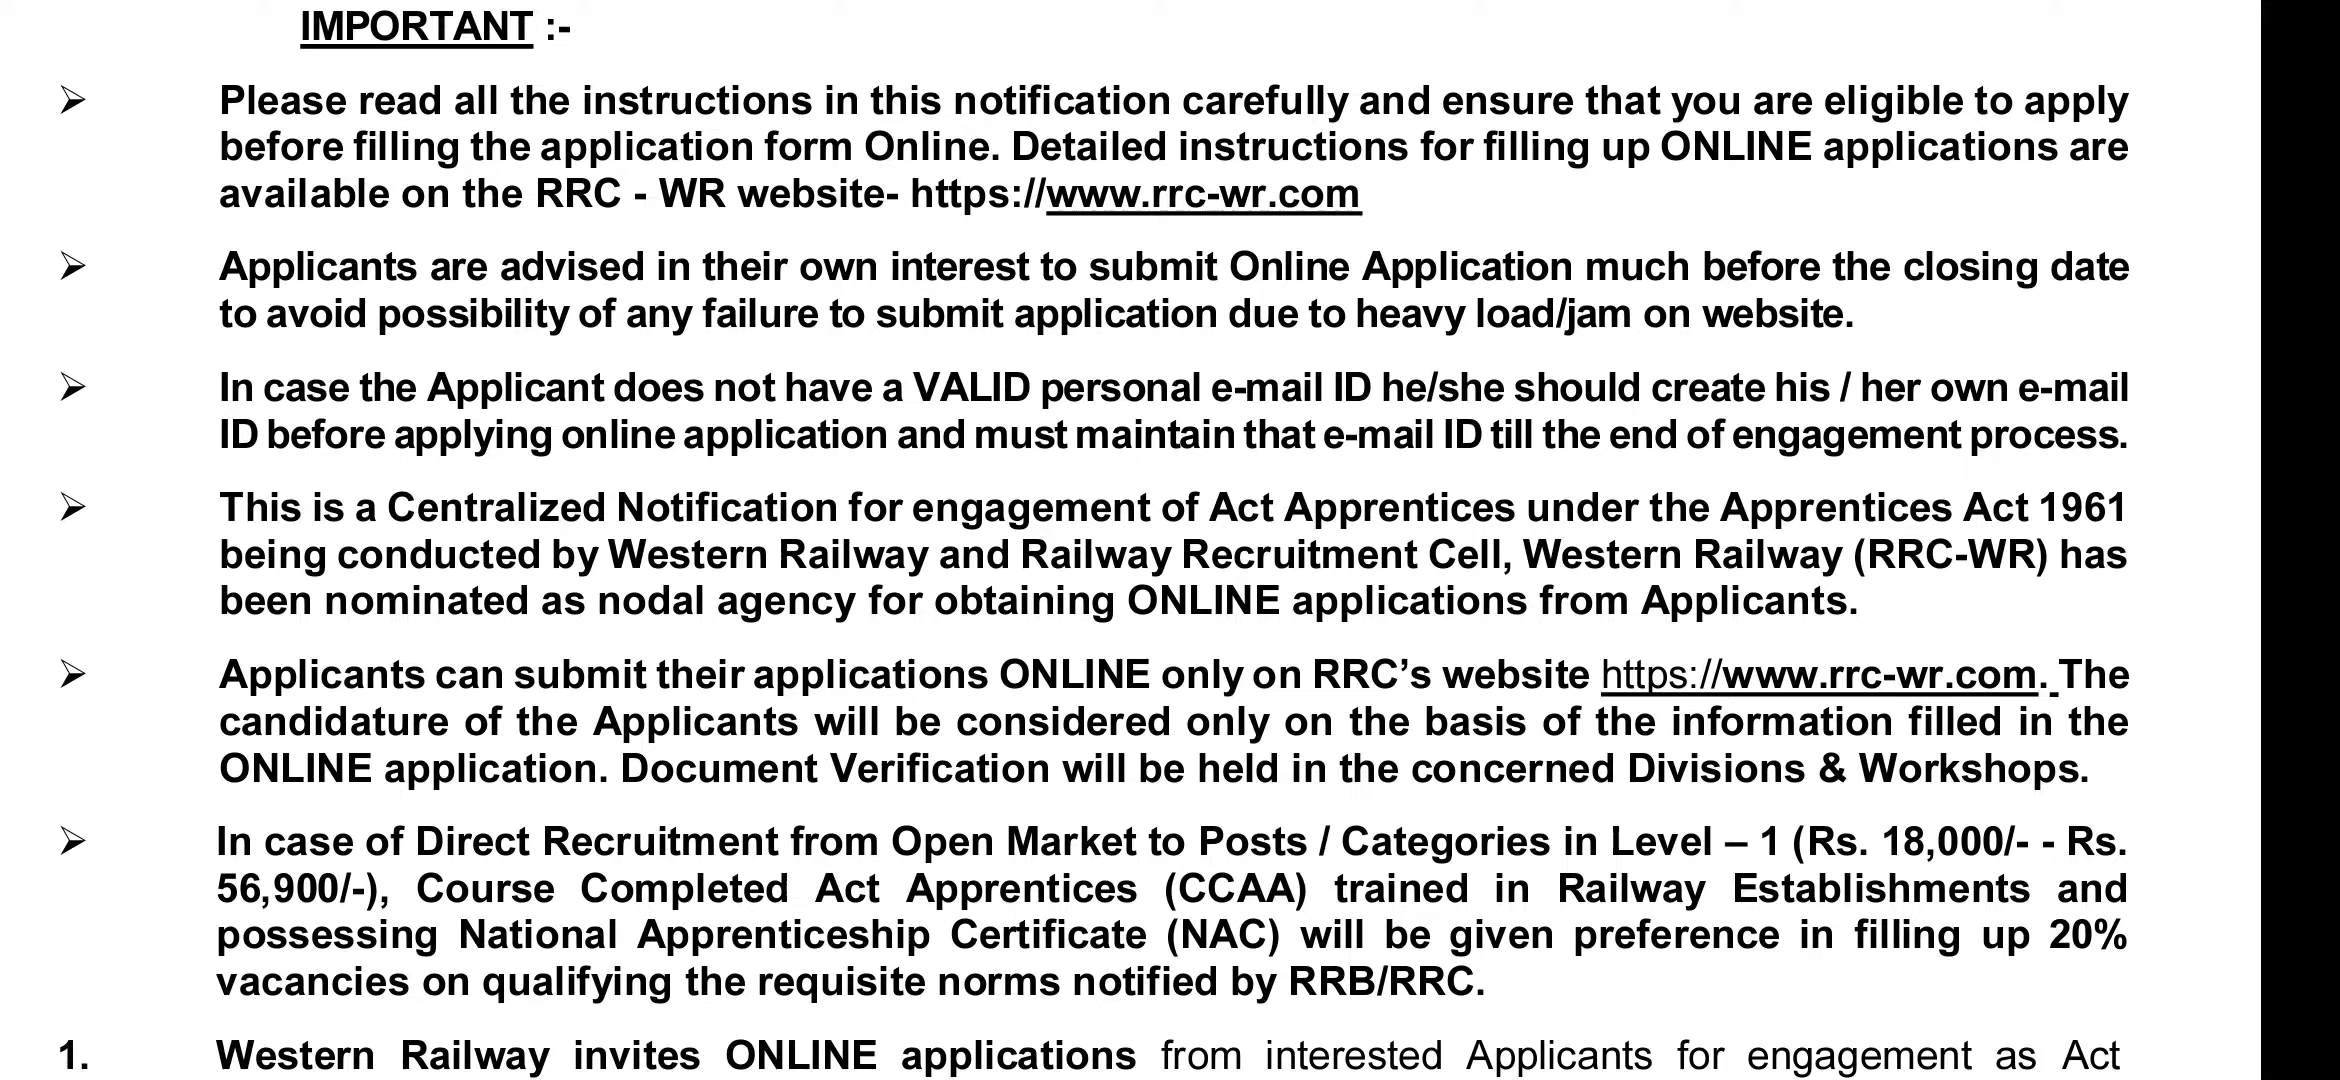 IMPORTANT :-
➢ Please read all the instructions in this notification carefully and ensure that you are eligible to apply
before filling the application form Online. Detailed instructions for filling up ONLINE applications are
available on the RRC - WR website- https://www.rrc-wr.com
➢ Applicants are advised in their own interest to submit Online Application much before the closing date
to avoid possibility of any failure to submit application due to heavy load/jam on website.
➢ In case the Applicant does not have a VALID personal e-mail ID he/she should create his / her own e-mail
ID before applying online application and must maintain that e-mail ID till the end of engagement process.
➢ This is a Centralized Notification for engagement of Act Apprentices under the Apprentices Act 1961
being conducted by Western Railway and Railway Recruitment Cell, Western Railway (RRC-WR) has
been nominated as nodal agency for obtaining ONLINE applications from Applicants.
➢ Applicants can submit their applications ONLINE only on RRC’s website https://www.rrc-wr.com. The
candidature of the Applicants will be considered only on the basis of the information filled in the
ONLINE application. Document Verification will be held in the concerned Divisions & Workshops.
➢ In case of Direct Recruitment from Open Market to Posts / Categories in Level – 1 (Rs. 18,000/- - Rs.
56,900/-), Course Completed Act Apprentices (CCAA) trained in Railway Establishments and
possessing National Apprenticeship Certificate (NAC) will be given preference in filling up 20%
vacancies on qualifying the requisite norms notified by RRB/RRC.
1. Western Railway invites ONLINE applications from interested Applicants for engagement as Act